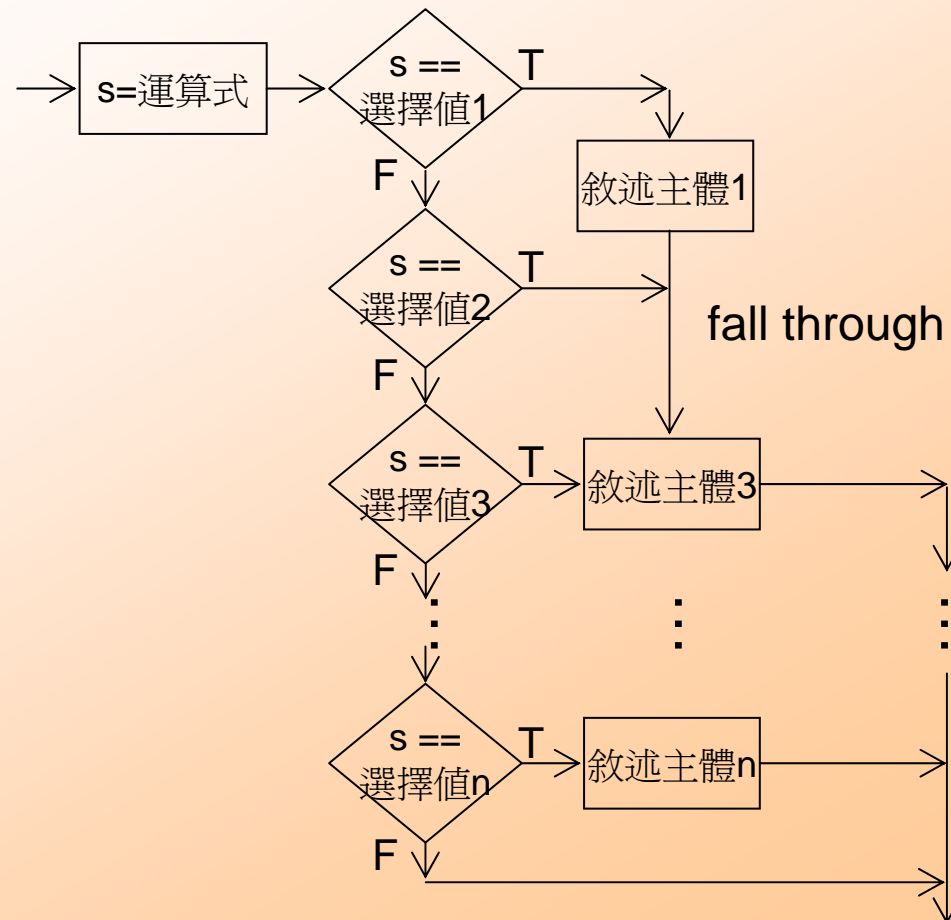 s=運算式
s ==
選擇值1
T
F
敘述主體1
s ==
選擇值2
T
F
fall through
s ==
選擇值3
T
F
敘述主體3
⋮
⋮
⋮
s ==
選擇值n
T
F
敘述主體n